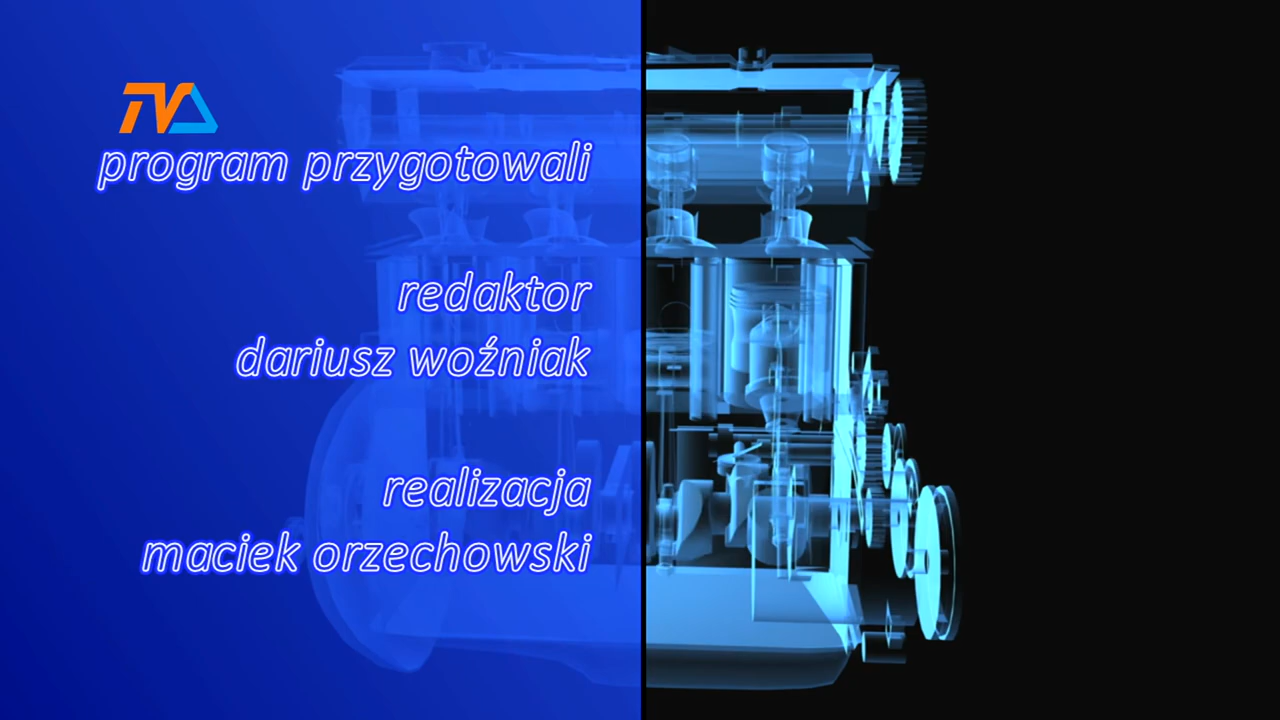 TVA
program przygotowali
redaktor
dariusz woźniak
realizacja
maciek orzechowski